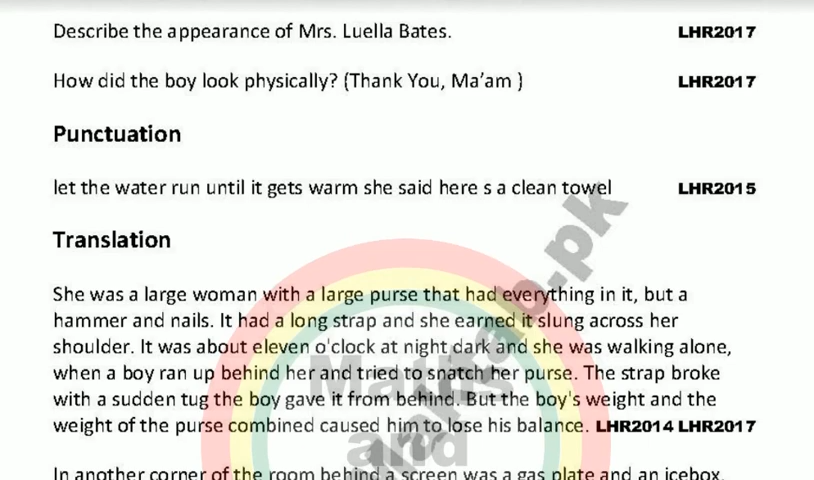 Describe the appearance of Mrs. Luella Bates. LHR2017
How did the boy look physically? (Thank You, Ma'am ) LHR2017
Punctuation
let the water run until it gets warm she said here s a clean towel LHR2015
Translation
She was a large woman with a large purse that had everything in it, but a
hammer and nails. It had a long strap and she earned it slung across her
shoulder. It was about eleven o'clock at night dark and she was walking alone,
when a boy ran up behind her and tried to snatch her purse. The strap broke
with a sudden tug the boy gave it from behind. But the boy's weight and the
weight of the purse combined caused him to lose his balance. LHR2014 LHR2017
In another corner of the room behind a screen was a gas plate and an icebox.